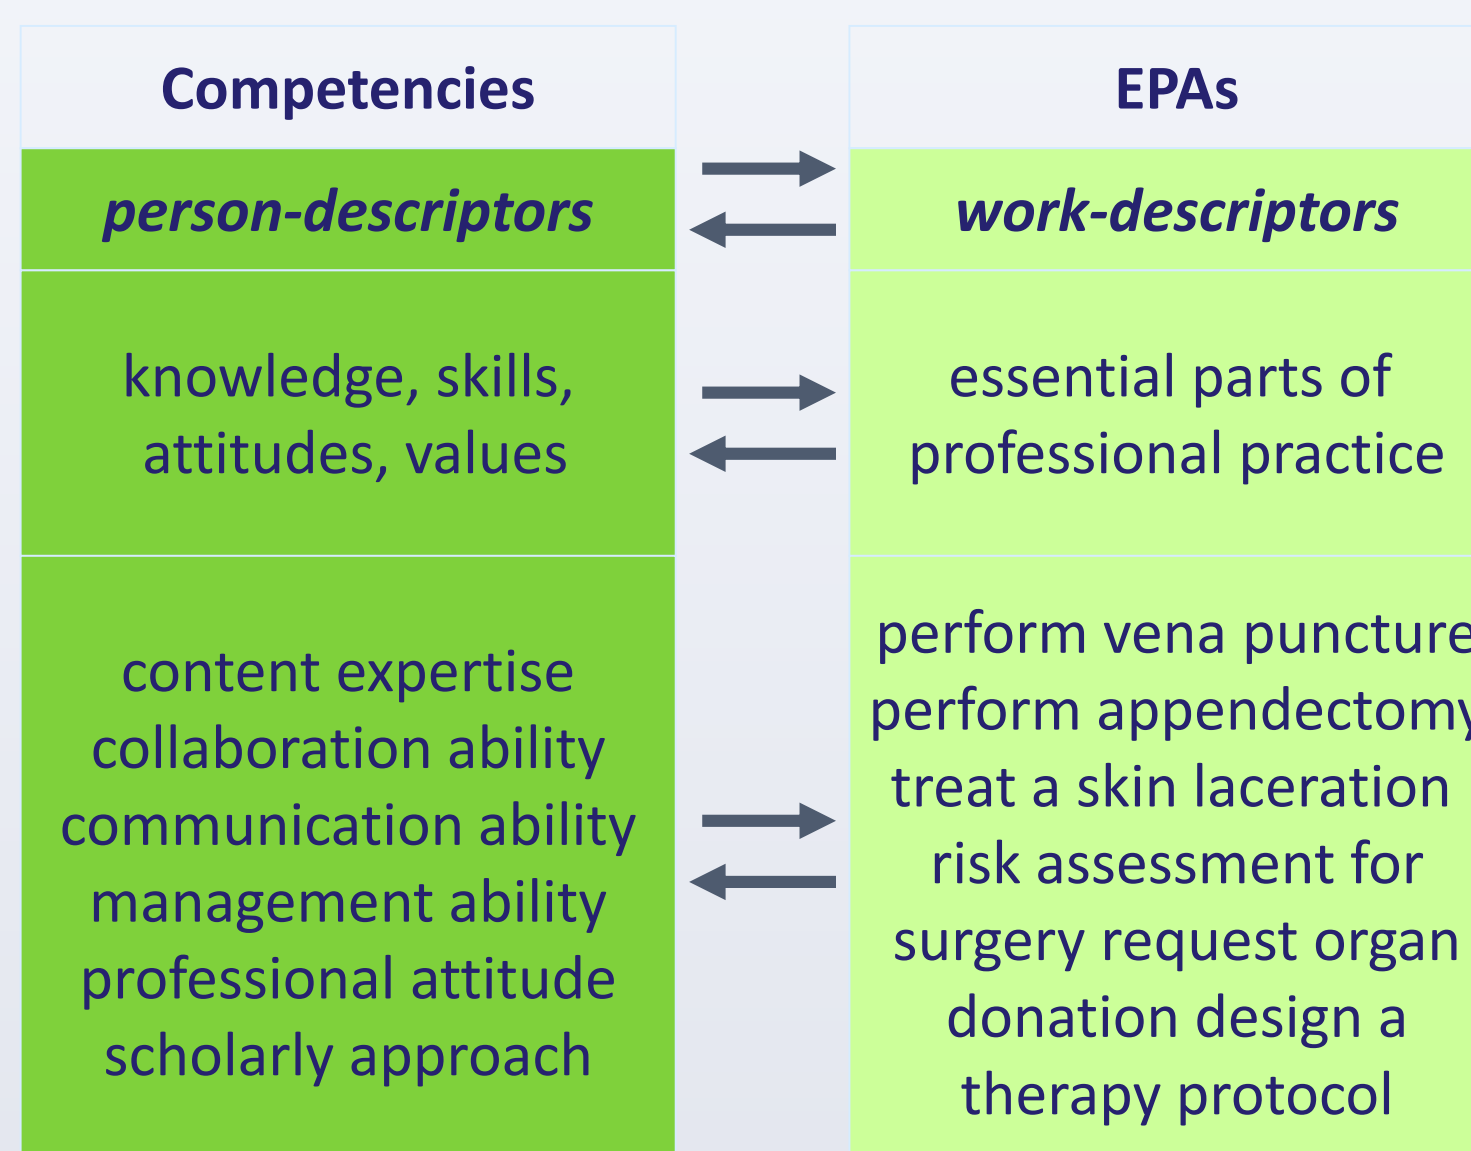 Competencies
person-descriptors
knowledge, skills,
attitudes, values
content expertise
collaboration ability
communication ability
management ability
professional attitude
scholarly approach
EPAs
work-descriptors
essential parts of
professional practice
perform vena puncture
perform appendectomy
treat a skin laceration
risk assessment for
surgery request organ
donation design a
therapy protocol